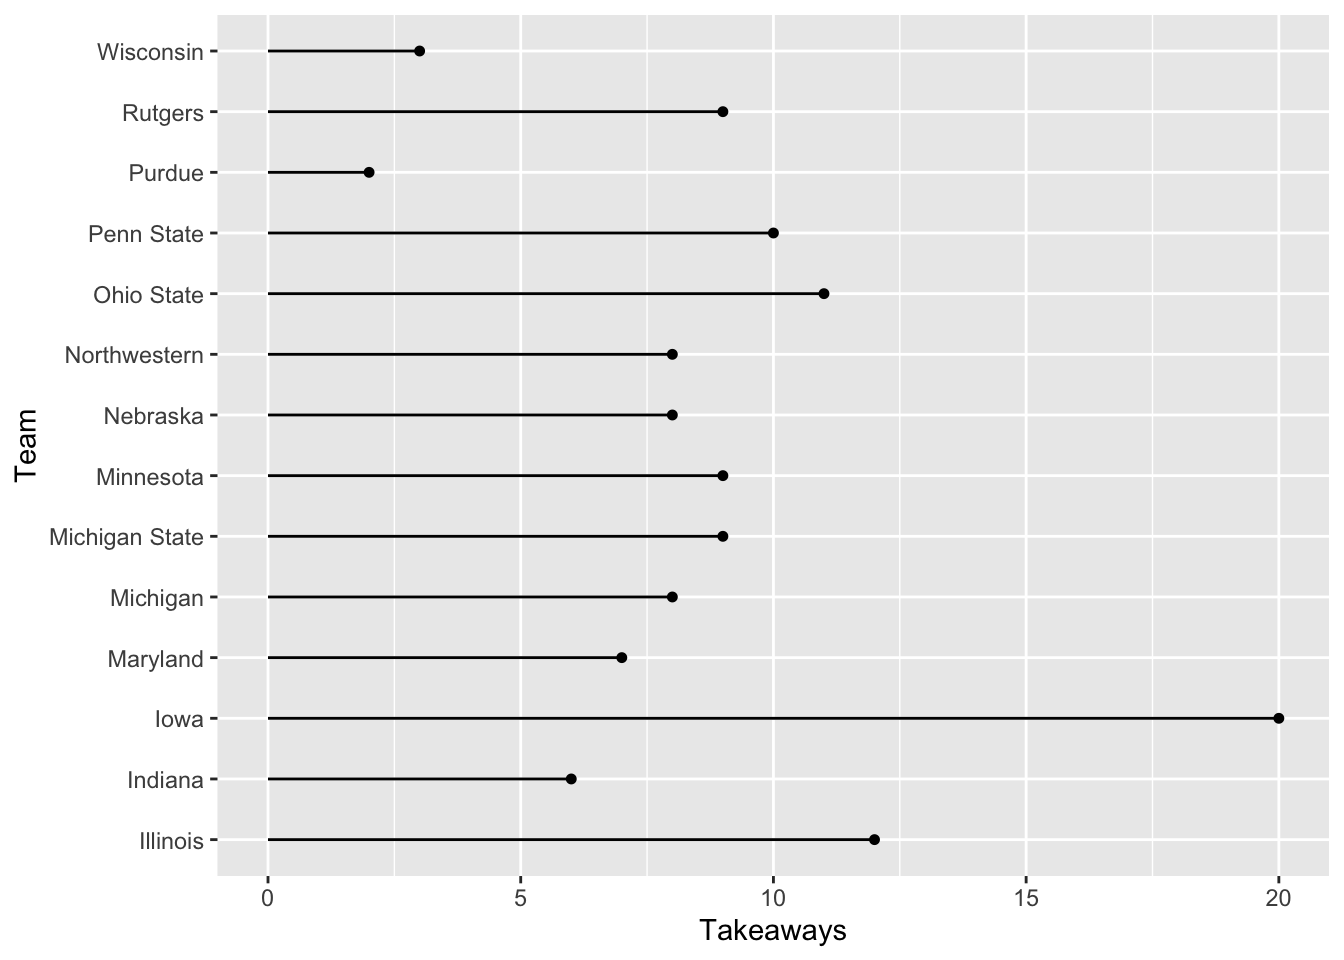 Wisconsin
Rutgers
Purdue
Penn State
Ohio State
Northwestern
Nebraska
Minnesota
Michigan State
Michigan
Maryland
Iowa
Indiana
Illinois
Team
0 5 10 15 20
Takeaways